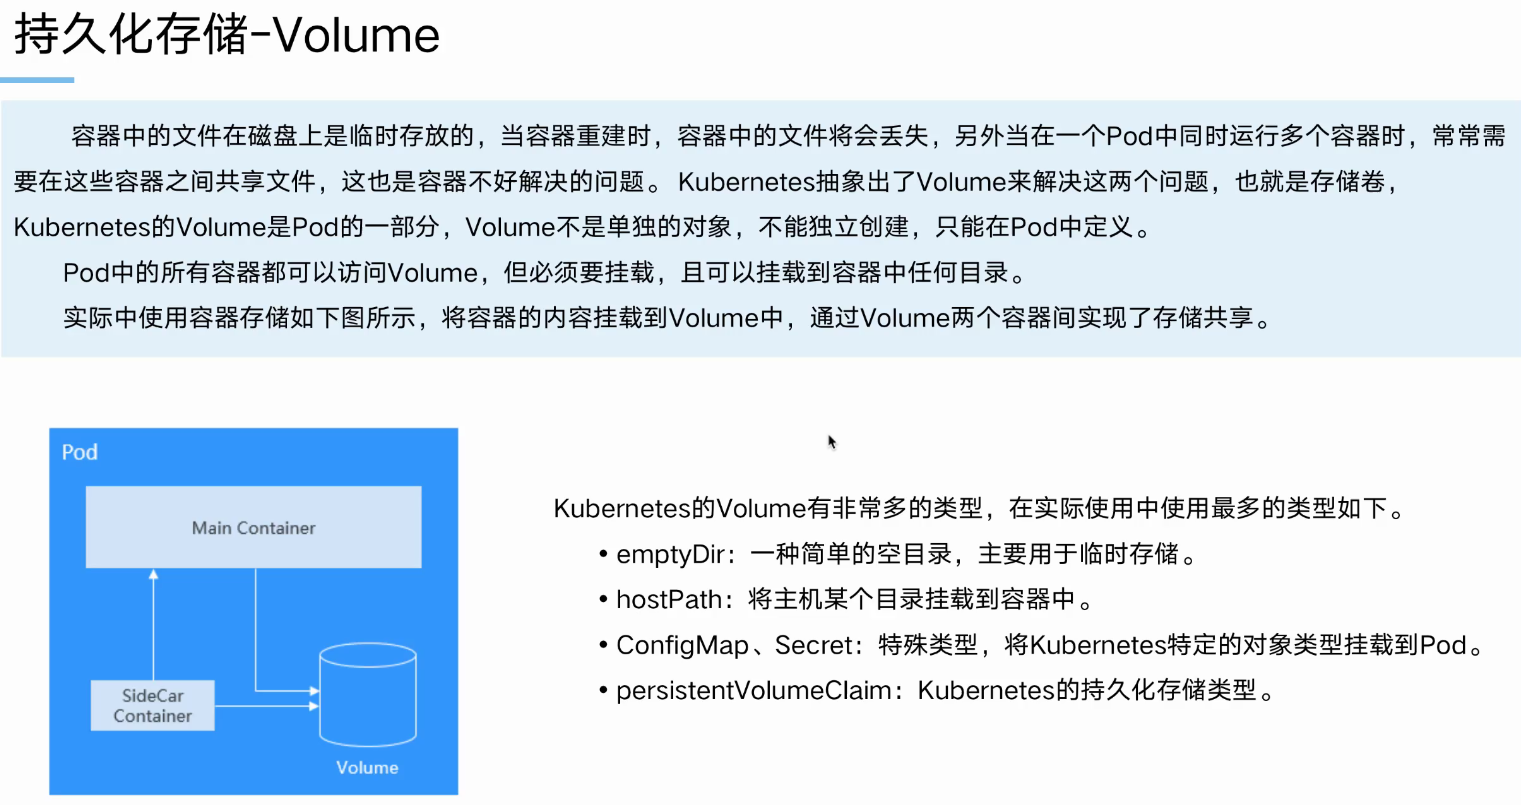 持久化存储-Volume
容器中的文件在磁盘上是临时存放的，当容器重建时，容器中的文件将会丢失，另外当在一个Pod中同时运行多个容器时，常常需
要在这些容器之间共享文件，这也是容器不好解决的问题。 Kubernetes抽象出了Volume来解决这两个问题，也就是存储卷，
Kubernetes的Volume是Pod的一部分，Volume不是单独的对象，不能独立创建，只能在Pod中定义。
Pod中的所有容器都可以访问Volume，但必须要挂载，且可以挂载到容器中任何目录。
实际中使用容器存储如下图所示，将容器的内容挂载到Volume中，通过Volume两个容器间实现了存储共享。
Pod
Main Container
SideCar
Container
Volume
Kubernetes的Volume有非常多的类型，在实际使用中使用最多的类型如下。
• emptyDir：一种简单的空目录，主要用于临时存储。
• hostPath：将主机某个目录挂载到容器中。
• ConfigMap、Secret：特殊类型，将Kubernetes特定的对象类型挂载到Pod。
• persistentVolumeClaim：Kubernetes的持久化存储类型。